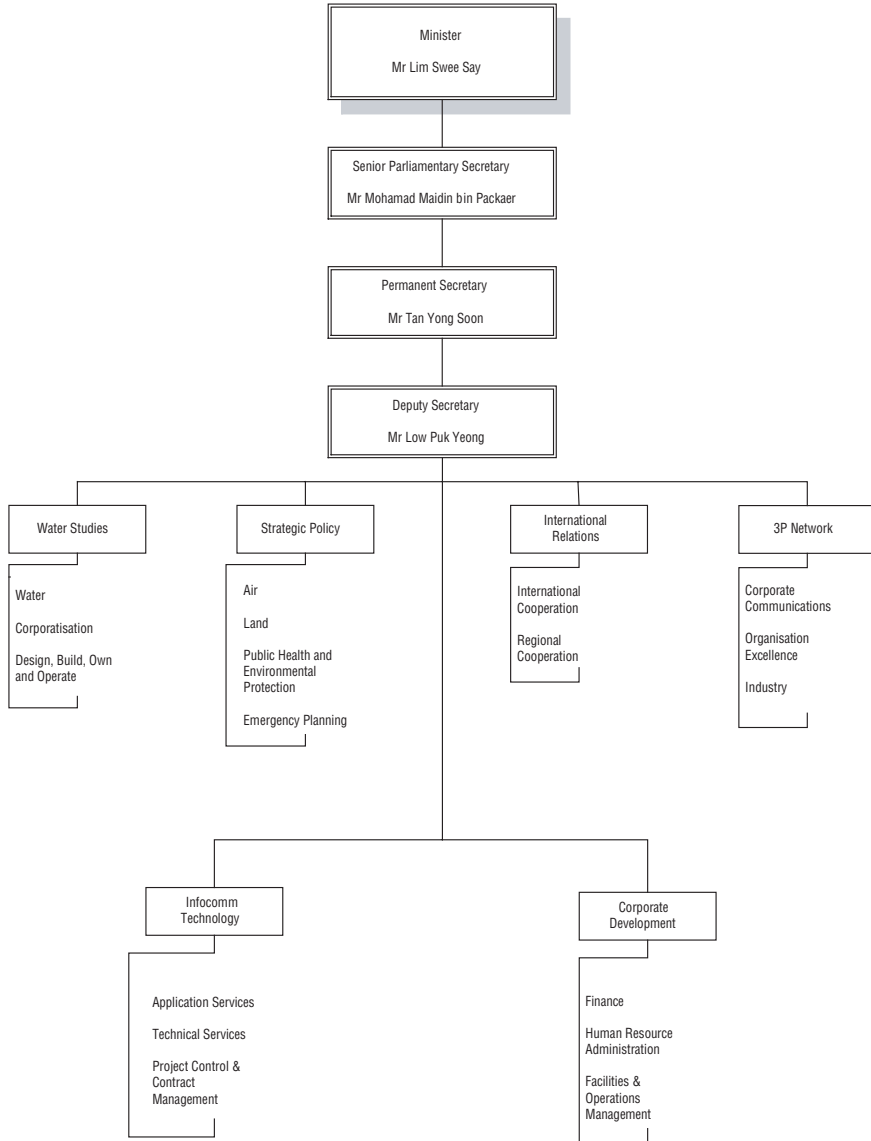 Minister
Mr Lim Swee Say
Senior Parliamentary Secretary
Mr Mohamad Maidin bin Packaer
Permanent Secretary
Mr Tan Yong Soon
Deputy Secretary
Mr Low Puk Yeong
Water Studies
Water
Corporatisation
Design, Build, Own
and Operate
Strategic Policy
Air
Land
Public Health and
Environmental
Protection
Emergency Planning
International
Relations
International
Cooperation
Regional
Cooperation
3P Network
Corporate
Communications
Organisation
Excellence
Industry
Infocomm
Technology
Application Services
Technical Services
Project Control &
Contract
Management
Corporate
Development
Finance
Human Resource
Administration
Facilities &
Operations
Management